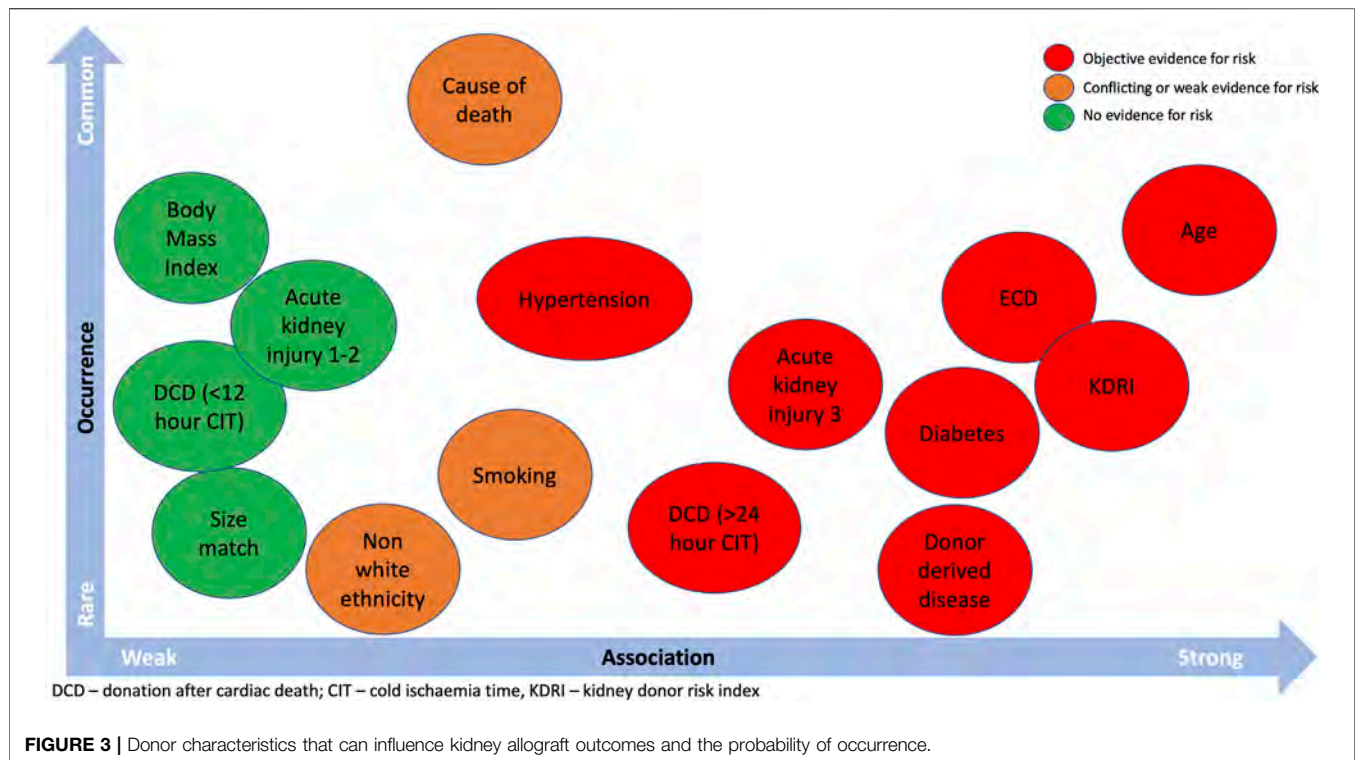 Common
Occurrence
Rare
Cause of
death
Objective evidence for risk
Conflicting or weak evidence for risk
No evidence for risk
Body
Mass
Index
Age
Acute
kidney
injury 1-2
Hypertension
ECD
DCD (<12
hour CIT)
Acute
kidney
injury 3
KDRI
Diabetes
Smoking
Size
match
Non
white
ethnicity
DCD (>24
hour CIT)
Donor
derived
disease
Weak
Association
Strong
DCD – donation after cardiac death; CIT – cold ischaemia time, KDRI – kidney donor risk index
FIGURE 3 | Donor characteristics that can influence kidney allograft outcomes and the probability of occurrence.